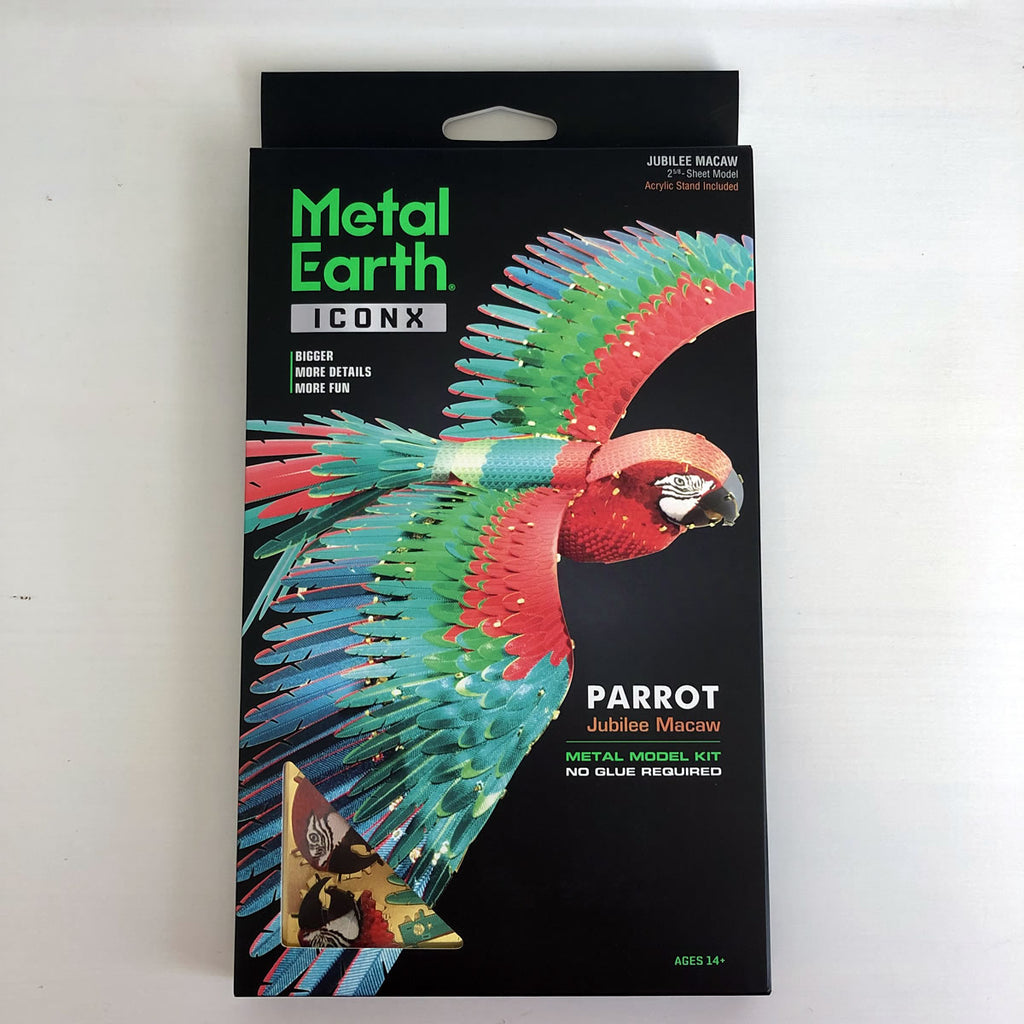 JUBILEE MACAW
2 5/8 - Sheet Model
Acrylic Stand Included
Metal
Earth®
ICONX
BIGGER
MORE DETAILS
MORE FUN
PARROT
Jubilee Macaw
METAL MODEL KIT
NO GLUE REQUIRED
AGES 14+